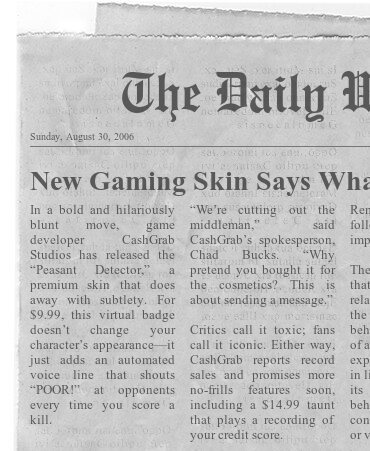 The Daily W
Sunday, August 30, 2006
New Gaming Skin Says Wha
In a bold and hilariously
blunt move, game
developer CashGrab
Studios has released the
“Peasant Detector,” a
premium skin that does
away with subtlety. For
$9.99, this virtual badge
doesn’t change your
character’s appearance—it
just adds an automated
voice line that shouts
“POOR!” at opponents
every time you score a
kill.
“We’re cutting out the
middleman,” said
CashGrab’s spokesperson,
Chad Bucks. “Why
pretend you bought it for
the cosmetics? This is
about sending a message.”
Critics call it toxic; fans
call it iconic. Either way,
CashGrab reports record
sales and promises more
no-frills features soon,
including a $14.99 taunt
that plays a recording of
your credit score.
imp
The
that
rela
the
beh
of a
exp
in li
its
beh
con
or v